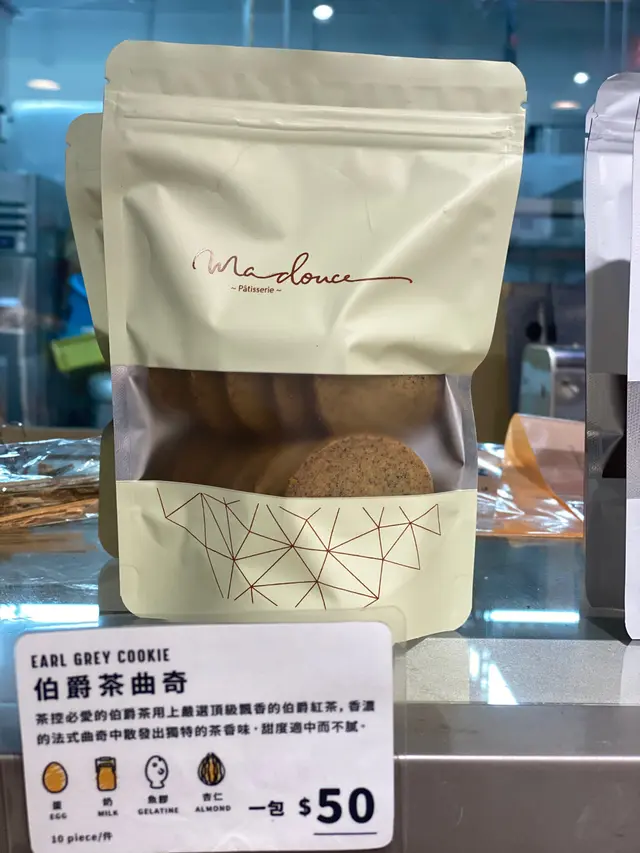 Madouce
~ Pâtisserie ~
EARL GREY COOKIE
伯爵茶曲奇
茶控必愛的伯爵茶用上嚴選頂級飄香的伯爵紅茶，香濃
的法式曲奇中散發出獨特的茶香味，甜度適中而不膩。
蛋 奶 魚膠 杏仁
EGG MILK GELATINE ALMOND
一包 $50
10 piece/件